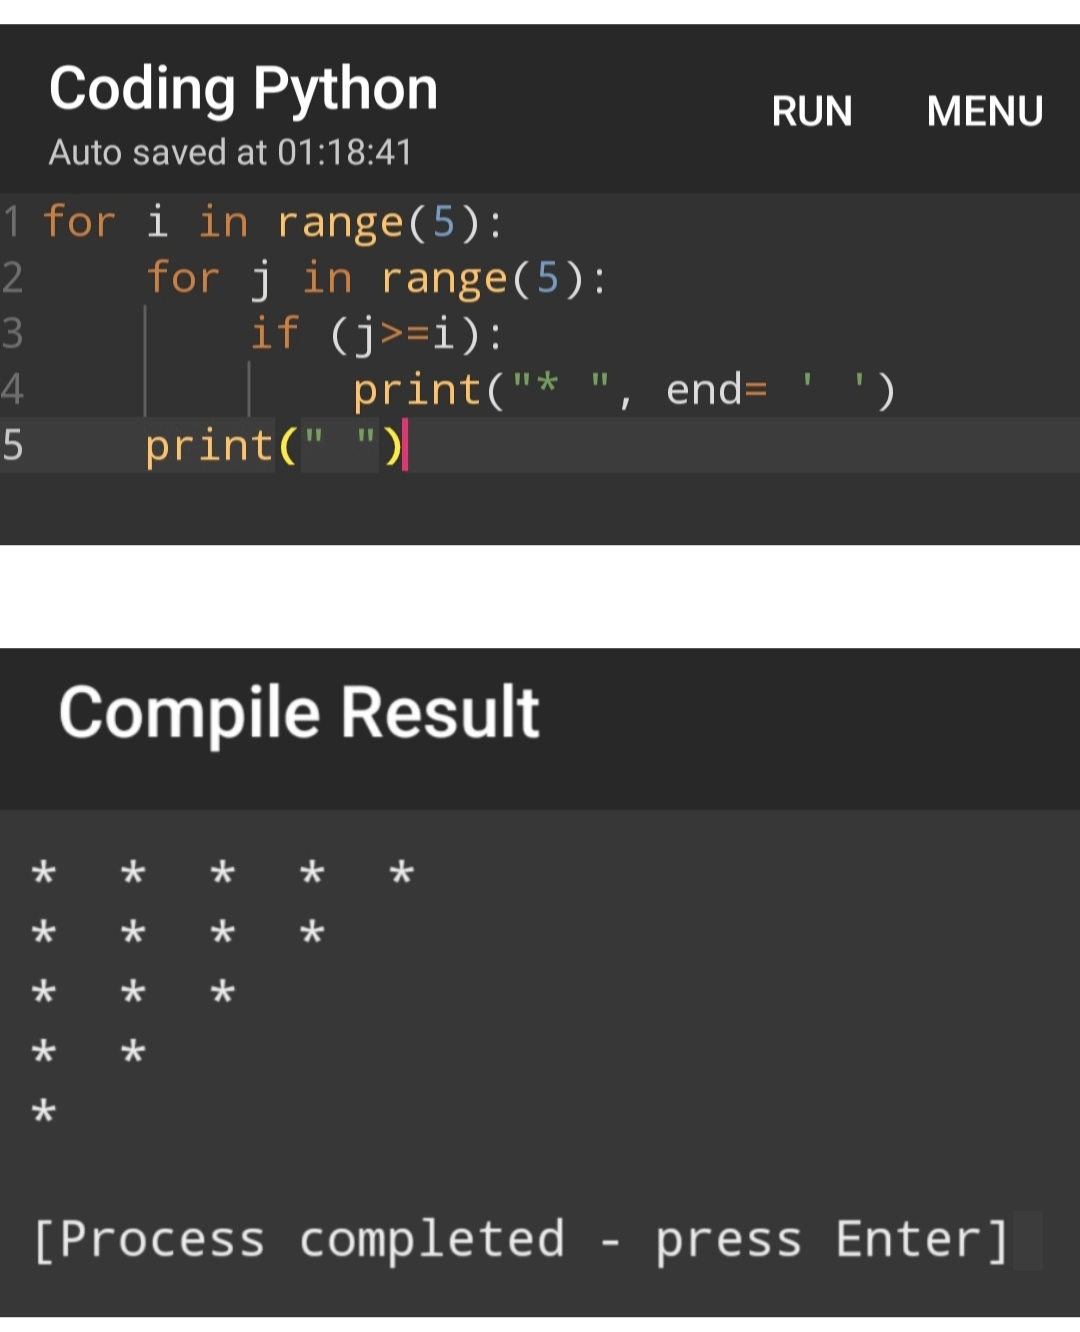 Coding Python
RUN MENU
Auto saved at 01:18:41
1 for i in range(5):
2     for j in range(5):
3         if (j>=i):
4             print("* ", end= ' ')
5     print(" ")
Compile Result
*  *  *  *  *
*  *  *  *
*  *  *
*  *
*
[Process completed - press Enter]